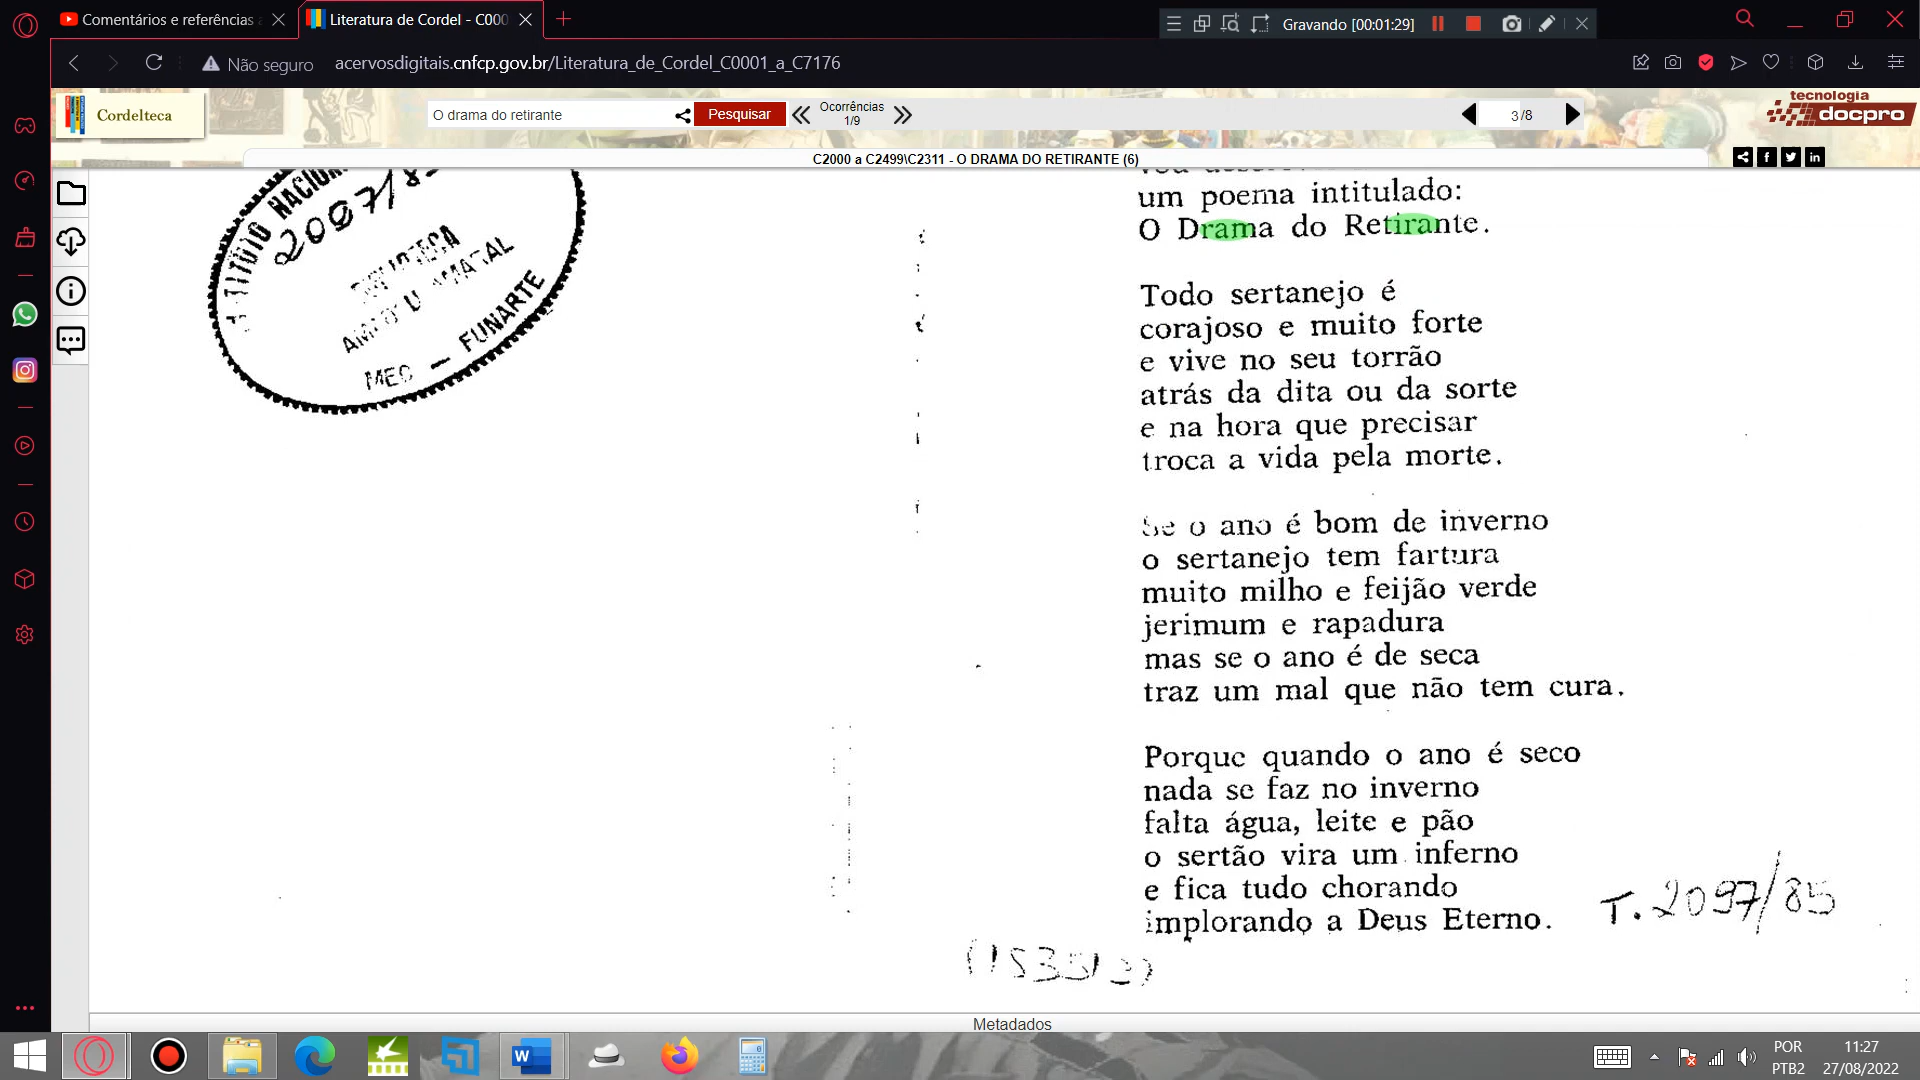 Comentários e referências
Literatura de Cordel - C000
Gravando [00:01:29]
Não seguro
acervosdigitais.cnfcp.gov.br/Literatura_de_Cordel_C0001_a_C7176
Cordelteca
O drama do retirante
Pesquisar
Ocorrências
1/9
3 /8
tecnologia
docpro
C2000 a C2499\C2311 - O DRAMA DO RETIRANTE (6)
2097/8
MEC — FUNARTE
um poema intitulado:
O Drama do Retirante.
Todo sertanejo é
corajoso e muito forte
e vive no seu torrão
atrás da dita ou da sorte
e na hora que precisar
troca a vida pela morte.
Se o ano é bom de inverno
o sertanejo tem fartura
muito milho e feijão verde
jerimum e rapadura
mas se o ano é de seca
traz um mal que não tem cura.
Porque quando o ano é seco
nada se faz no inverno
falta água, leite e pão
o sertão vira um inferno
e fica tudo chorando
implorando a Deus Eterno.
T. 2097/85
Metadados
POR
PTB2
11:27
27/08/2022